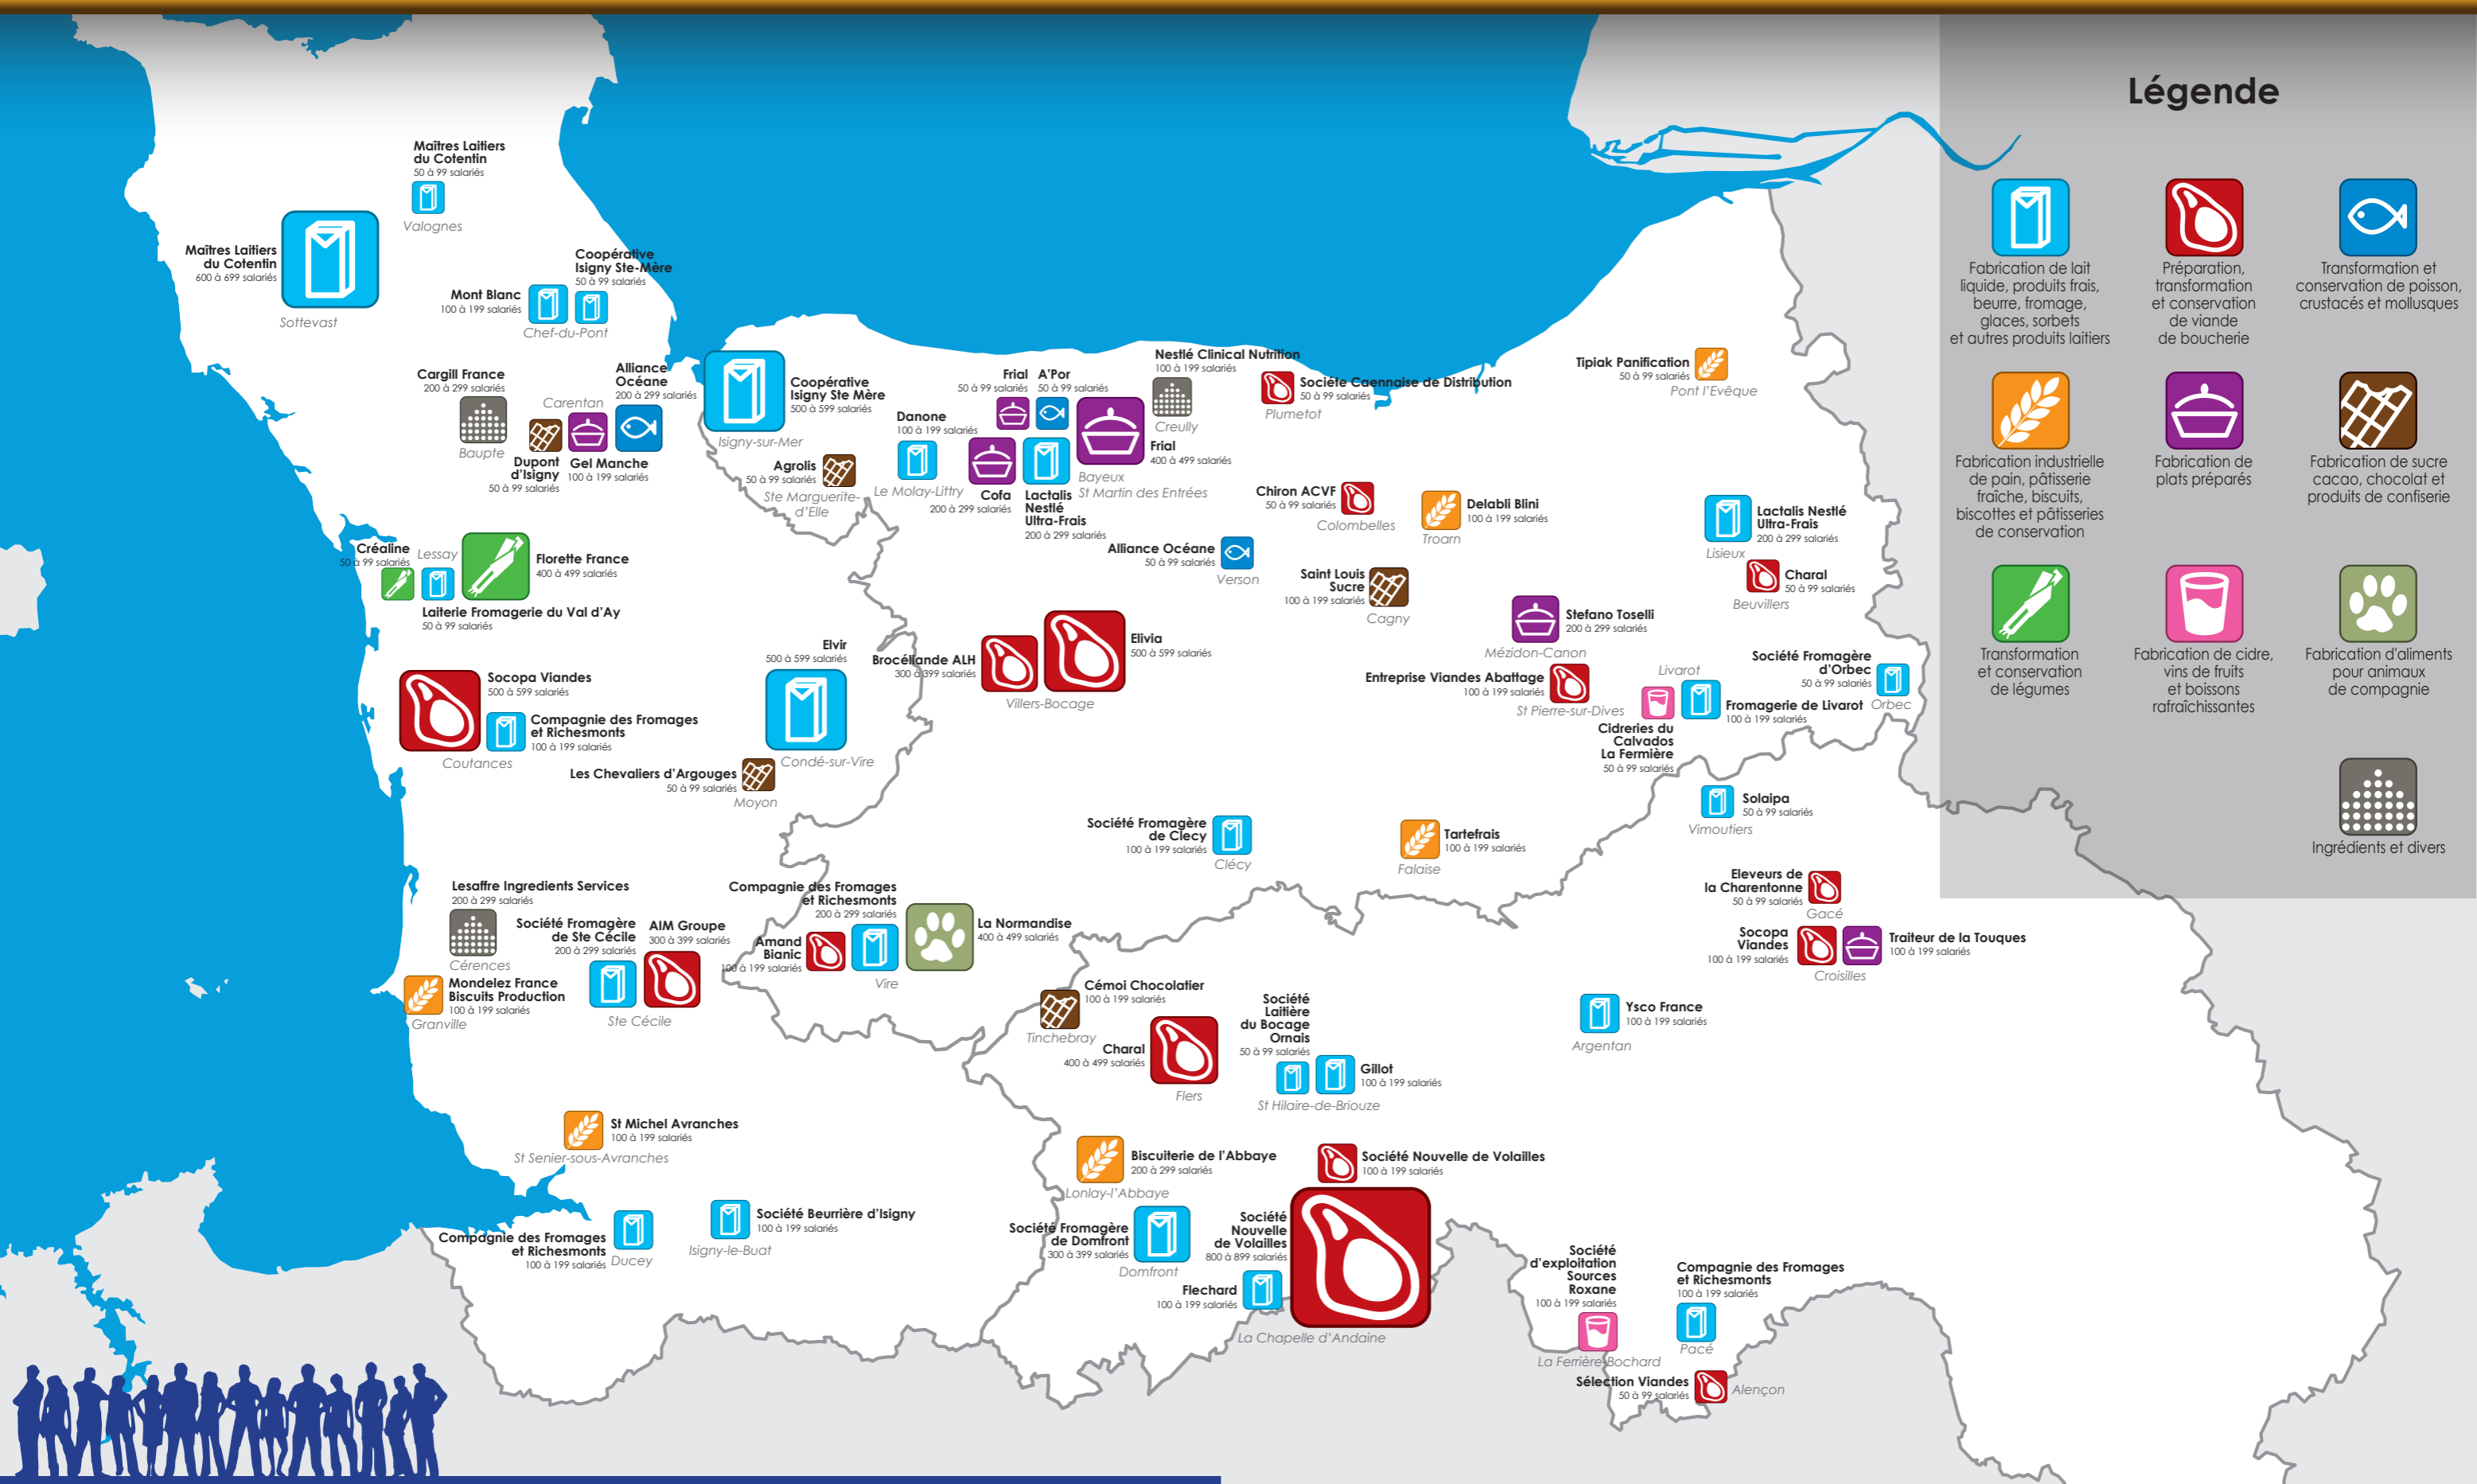 Légende
Fabrication de lait
liquide, produits frais,
beurre, fromage,
glaces, sorbets
et autres produits laitiers
Préparation,
transformation
et conservation
de viande
de boucherie
Transformation et
conservation de poisson,
crustacés et mollusques
Fabrication industrielle
de pain, pâtisserie
fraîche, biscuits,
biscottes et pâtisseries
de conservation
Fabrication de
plats préparés
Fabrication de sucre
cacao, chocolat et
produits de confiserie
Transformation
et conservation
de légumes
Fabrication de cidre,
vins de fruits
et boissons
rafraîchissantes
Fabrication d'aliments
pour animaux
de compagnie
Ingrédients et divers
Maîtres Laitiers
du Cotentin
50 à 99 salariés
Valognes
Maîtres Laitiers
du Cotentin
600 à 699 salariés
Sottevast
Coopérative
Isigny Ste-Mère
50 à 99 salariés
Mont Blanc
100 à 199 salariés
Chef-du-Pont
Cargill France
200 à 299 salariés
Baupte
Carentan
Alliance
Océane
200 à 299 salariés
Dupont
d'Isigny
50 à 99 salariés
Gel Manche
100 à 199 salariés
Coopérative
Isigny Ste Mère
500 à 599 salariés
Isigny-sur-Mer
Agrolis
50 à 99 salariés
Ste Marguerite-
d'Elle
Danone
100 à 199 salariés
Le Molay-Littry
Frial
50 à 99 salariés
A'Por
50 à 99 salariés
Cofa
200 à 299 salariés
Lactalis
Nestlé
Ultra-Frais
200 à 299 salariés
Frial
400 à 499 salariés
Bayeux
St Martin des Entrées
Nestlé Clinical Nutrition
100 à 199 salariés
Creully
Sociéte Caennaise de Distribution
50 à 99 salariés
Plumetot
Tipiak Panification
50 à 99 salariés
Pont l'Evêque
Chiron ACVF
50 à 99 salariés
Colombelles
Delabli Blini
100 à 199 salariés
Troarn
Lactalis Nestlé
Ultra-Frais
200 à 299 salariés
Lisieux
Charal
50 à 99 salariés
Beuvillers
Alliance Océane
50 à 99 salariés
Verson
Saint Louis
Sucre
100 à 199 salariés
Cagny
Stefano Toselli
200 à 299 salariés
Mézidon-Canon
Créaline
50 à 99 salariés
Lessay
Florette France
400 à 499 salariés
Laiterie Fromagerie du Val d'Ay
50 à 99 salariés
Socopa Viandes
500 à 599 salariés
Compagnie des Fromages
et Richesmonts
100 à 199 salariés
Coutances
Elvir
500 à 599 salariés
Condé-sur-Vire
Les Chevaliers d'Argouges
50 à 99 salariés
Moyon
Brocéliande ALH
300 à 399 salariés
Elivia
500 à 599 salariés
Villers-Bocage
Entreprise Viandes Abattage
100 à 199 salariés
St Pierre-sur-Dives
Livarot
Cidreries du
Calvados
La Fermière
50 à 99 salariés
Fromagerie de Livarot
100 à 199 salariés
Société Fromagère
d'Orbec
50 à 99 salariés
Orbec
Solaipa
50 à 99 salariés
Vimoutiers
Société Fromagère
de Clecy
100 à 199 salariés
Clécy
Tartefrais
100 à 199 salariés
Falaise
Lesaffre Ingredients Services
200 à 299 salariés
Cérences
Société Fromagère
de Ste Cécile
200 à 299 salariés
AIM Groupe
300 à 399 salariés
Ste Cécile
Mondelez France
Biscuits Production
100 à 199 salariés
Granville
Compagnie des Fromages
et Richesmonts
200 à 299 salariés
Amand
Bianic
100 à 199 salariés
La Normandise
400 à 499 salariés
Vire
Eleveurs de
la Charentonne
50 à 99 salariés
Gacé
Socopa
Viandes
100 à 199 salariés
Traiteur de la Touques
100 à 199 salariés
Croisilles
Cémoi Chocolatier
100 à 199 salariés
Tinchebray
Charal
400 à 499 salariés
Flers
Société
Laitière
du Bocage
Ornais
50 à 99 salariés
Gillot
100 à 199 salariés
St Hilaire-de-Briouze
Ysco France
100 à 199 salariés
Argentan
St Michel Avranches
100 à 199 salariés
St Senier-sous-Avranches
Biscuiterie de l'Abbaye
200 à 299 salariés
Lonlay-l'Abbaye
Société Nouvelle de Volailles
100 à 199 salariés
Société
Nouvelle
de Volailles
800 à 899 salariés
Société Fromagère
de Domfront
300 à 399 salariés
Domfront
Flechard
100 à 199 salariés
La Chapelle d'Andaine
Compagnie des Fromages
et Richesmonts
100 à 199 salariés
Ducey
Société Beurrière d'Isigny
100 à 199 salariés
Isigny-le-Buat
Société
d'exploitation
Sources
Roxane
100 à 199 salariés
La Ferrière-Bochard
Compagnie des Fromages
et Richesmonts
100 à 199 salariés
Pacé
Sélection Viandes
50 à 99 salariés
Alençon